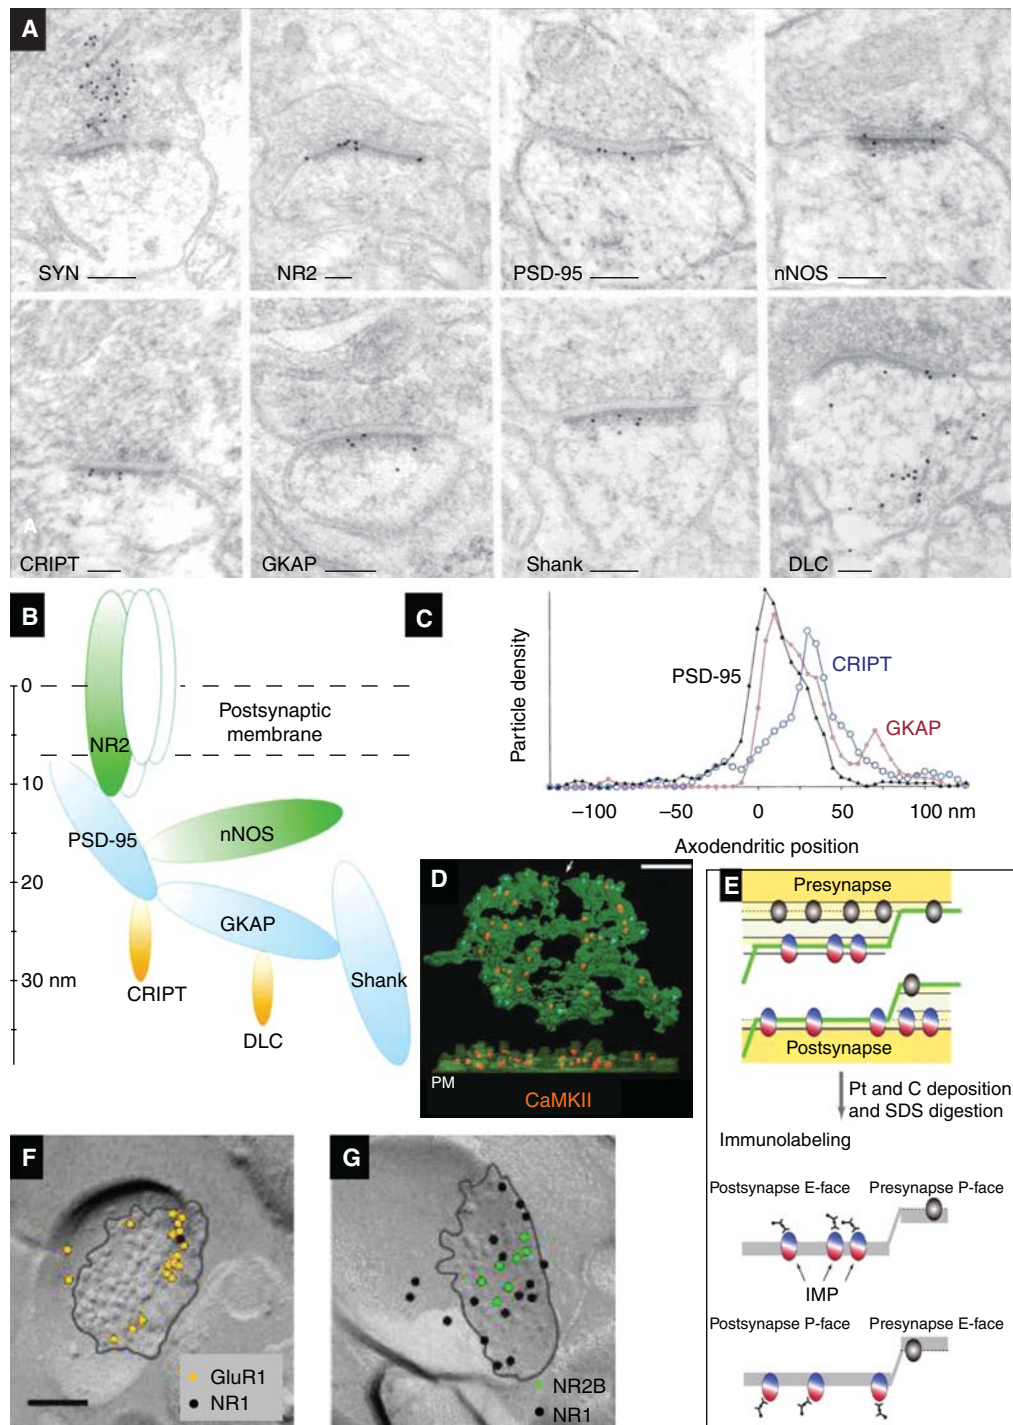 A
SYN
NR2
PSD-95
nNOS
A
CRIPT
GKAP
Shank
DLC
B
0
10
20
30 nm
NR2
Postsynaptic
membrane
PSD-95
nNOS
GKAP
Shank
CRIPT
DLC
C
Particle density
PSD-95
CRIPT
GKAP
–100
–50
0
50
100 nm
Axodendritic position
D
PM
CaMKII
E
Presynapse
Postsynapse
Pt and C deposition
and SDS digestion
Immunolabeling
Postsynapse E-face
Presynapse P-face
IMP
Postsynapse P-face
Presynapse E-face
F
GluR1
NR1
G
NR2B
NR1